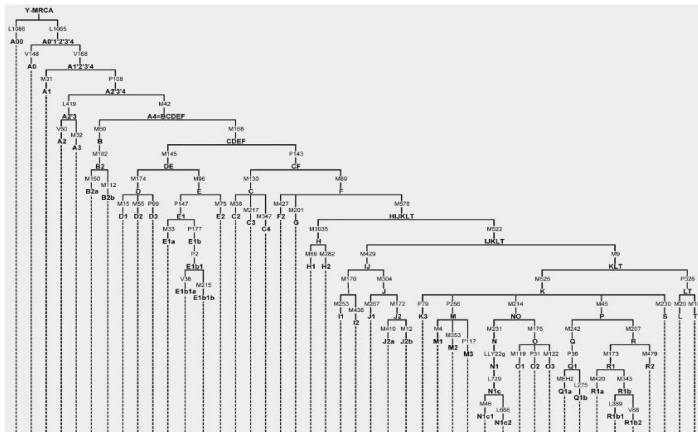 Y-MRCA
L1086 L1085
A00 A0'1'2'3'4
V148 V168
A0 A1'2'3'4
M31 P108
A1 A2'3'4
L419 M42
A2'3 A4=BCDEF
V50 M32 M60 M168
A2 A3 B CDEF
M182 M145 P143
B2 DE CF
M150 M112 M174 M96 M130 M89
B2a B2b D E C F
M15 M55 P99 P147 M75 M38 M217 M347 M427 M201 M578
D1 D2 D3 E1 E2 C2 C3 C4 F2 G HIJKLT
M33 P177 M3035 M522
E1a E1b H IJKLT
P2 M69 M282 M429 M9
E1b1 H1 H2 IJ KLT
V38 M215 M170 M304 M526 P326
E1b1a E1b1b J K LT
M253 M438 M267 M172 P79 P256 M214 M45 M230 M20
I1 I2 J1 J2 K3 M NO P S L T
M410 M12 M4 M353 P117 M231 M175 M242 M207
J2a J2b M1 M2 M3 N O Q R
LLY22g M119 P31 M122 P36 M173 M479
N1 O1 O2 O3 Q1 R1 R2
L729 MEH2 L275 M420 M343
N1c Q1a Q1b R1a R1b
M46 L666 L389 V88
N1c1 N1c2 R1b1 R1b2